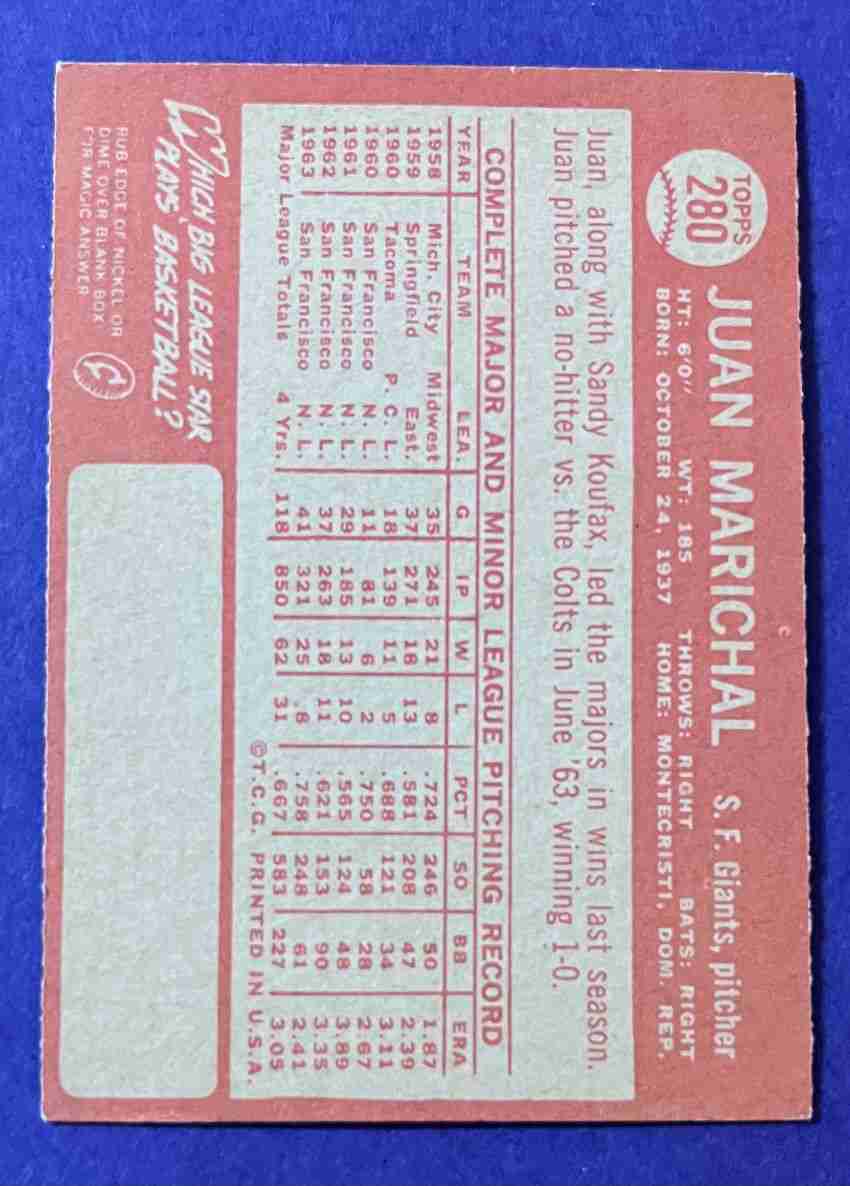 TOPPS
280
JUAN MARICHAL S. F. Giants, pitcher
HT: 6'0" WT: 185 THROWS: RIGHT BATS: RIGHT
BORN: OCTOBER 24, 1937 HOME: MONTECRISTI, DOM. REP.
Juan, along with Sandy Koufax, led the majors in wins last season.
Juan pitched a no-hitter vs. the Colts in June '63, winning 1-0.
COMPLETE MAJOR AND MINOR LEAGUE PITCHING RECORD
YEAR TEAM LEA. G IP W L PCT SO BB ERA
1958 Mich. City Midwest 35 245 21 8 .724 246 50 1.87
1959 Springfield East. 37 271 18 13 .581 208 47 2.39
1960 Tacoma P. C. L. 18 139 11 5 .688 121 34 3.11
1960 San Francisco N. L. 11 81 6 2 .750 58 28 2.67
1961 San Francisco N. L. 29 185 13 10 .565 124 48 3.89
1962 San Francisco N. L. 37 263 18 11 .621 153 90 3.35
1963 San Francisco N. L. 41 321 25 .8 .758 248 61 2.41
Major League Totals 4 Yrs. 118 850 62 31 .667 583 227 3.05
©T.C.G. PRINTED IN U.S.A.
WHICH BIG LEAGUE STAR
PLAYS BASKETBALL?
RUB EDGE OF NICKEL OR
DIME OVER BLANK BOX
FOR MAGIC ANSWER